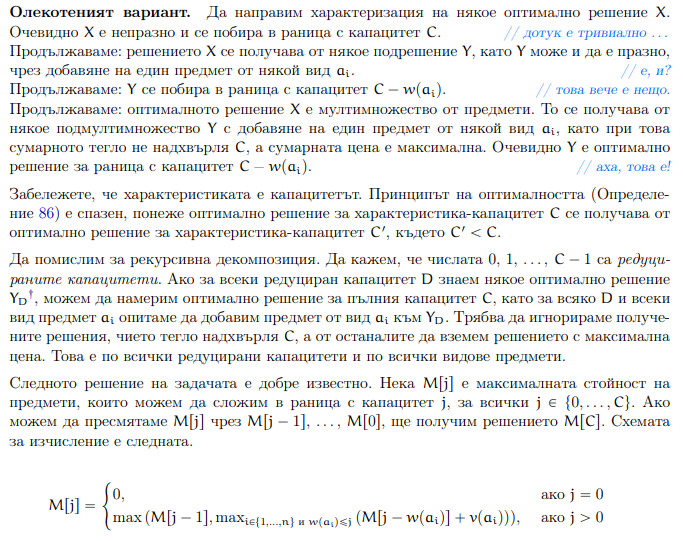 Олекотеният вариант. Да направим характеризация на някое оптимално решение X.
Очевидно X е непразно и се побира в раница с капацитет C. // дотук е тривиално ...
Продължаваме: решението X се получава от някое подрешение Y, като Y може и да е празно,
чрез добавяне на един предмет от някой вид aᵢ. // е, и?
Продължаваме: Y се побира в раница с капацитет C − w(aᵢ). // това вече е нещо.
Продължаваме: оптималното решение X е мултимножество от предмети. То се получава от
някое подмултимножество Y с добавяне на един предмет от някой вид aᵢ, като при това
сумарното тегло не надхвърля C, а сумарната цена е максимална. Очевидно Y е оптимално
решение за раница с капацитет C − w(aᵢ). // аха, това е!
Забележете, че характеристиката е капацитетът. Принципът на оптималността (Определе-
ние 86) е спазен, понеже оптимално решение за характеристика-капацитет C се получава от
оптимално решение за характеристика-капацитет C′, където C′ < C.
Да помислим за рекурсивна декомпозиция. Да кажем, че числата 0, 1, ..., C − 1 са редуци-
раните капацитети. Ако за всеки редуциран капацитет D знаем някое оптимално решение
Y_D†, можем да намерим оптимално решение за пълния капацитет C, като за всяко D и всеки
вид предмет aᵢ опитаме да добавим предмет от вид aᵢ към Y_D. Трябва да игнорираме получе-
ните решения, чието тегло надхвърля C, а от останалите да вземем решението с максимална
цена. Това е по всички редуцирани капацитети и по всички видове предмети.
Следното решение на задачата е добре известно. Нека M[j] е максималната стойност на
предмети, които можем да сложим в раница с капацитет j, за всички j ∈ {0, ..., C}. Ако
можем да пресмятаме M[j] чрез M[j − 1], ..., M[0], ще получим решението M[C]. Схемата
за изчисление е следната.
M[j] = { 0, ако j = 0
max (M[j − 1], max_{i∈{1,...,n} и w(aᵢ)⩽j} (M[j − w(aᵢ)] + v(aᵢ))), ако j > 0